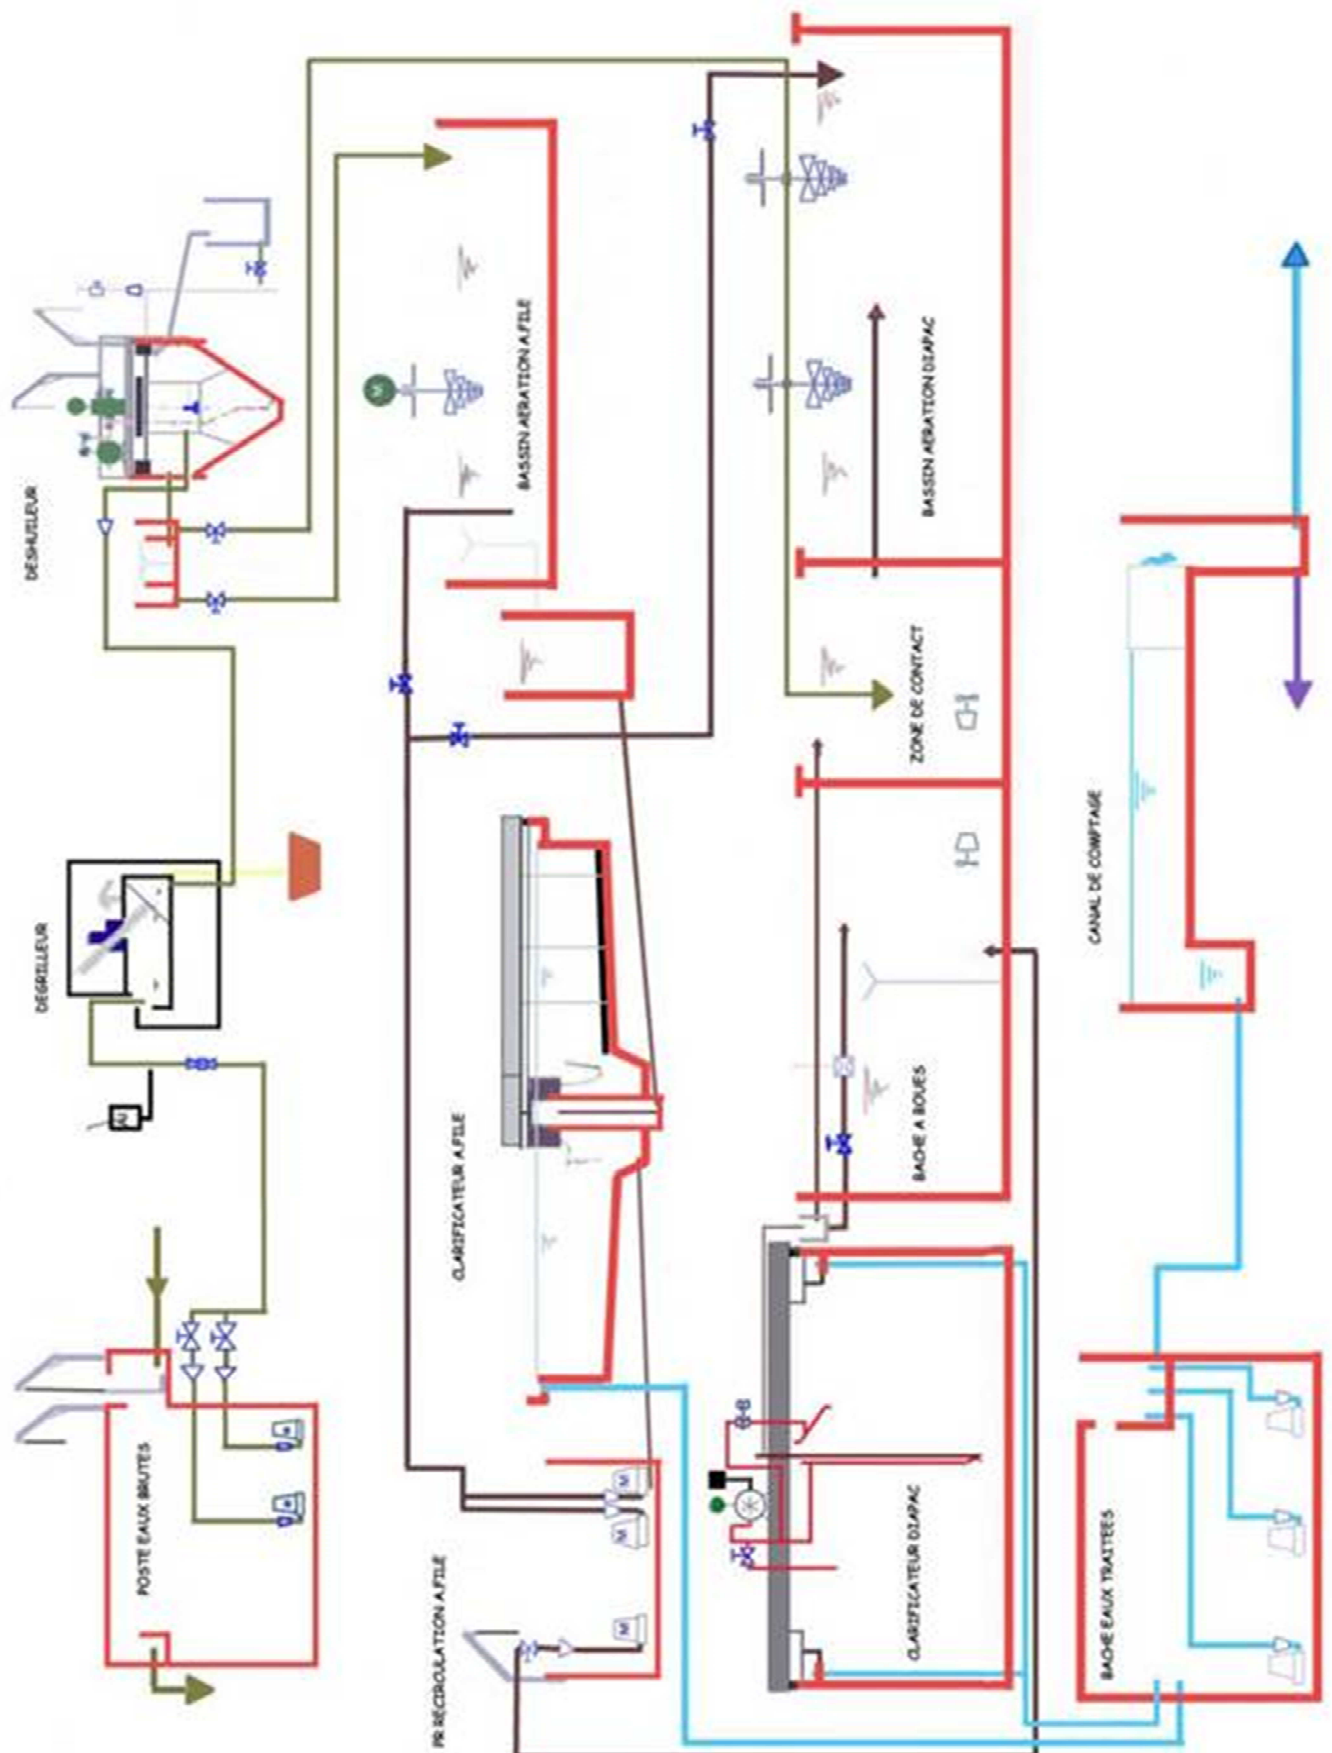 POSTE EAUX BRUTES
DEGRILLEUR
DESHUILEUR
PR RECIRCULATION A.FILE
CLARIFICATEUR A.FILE
BASSIN AERATION A.FILE
M
M
M
CLARIFICATEUR DIAPAC
BACHE A BOUES
ZONE DE CONTACT
BASSIN AERATION DIAPAC
BACHE EAUX TRAITEES
CANAL DE COMPTAGE